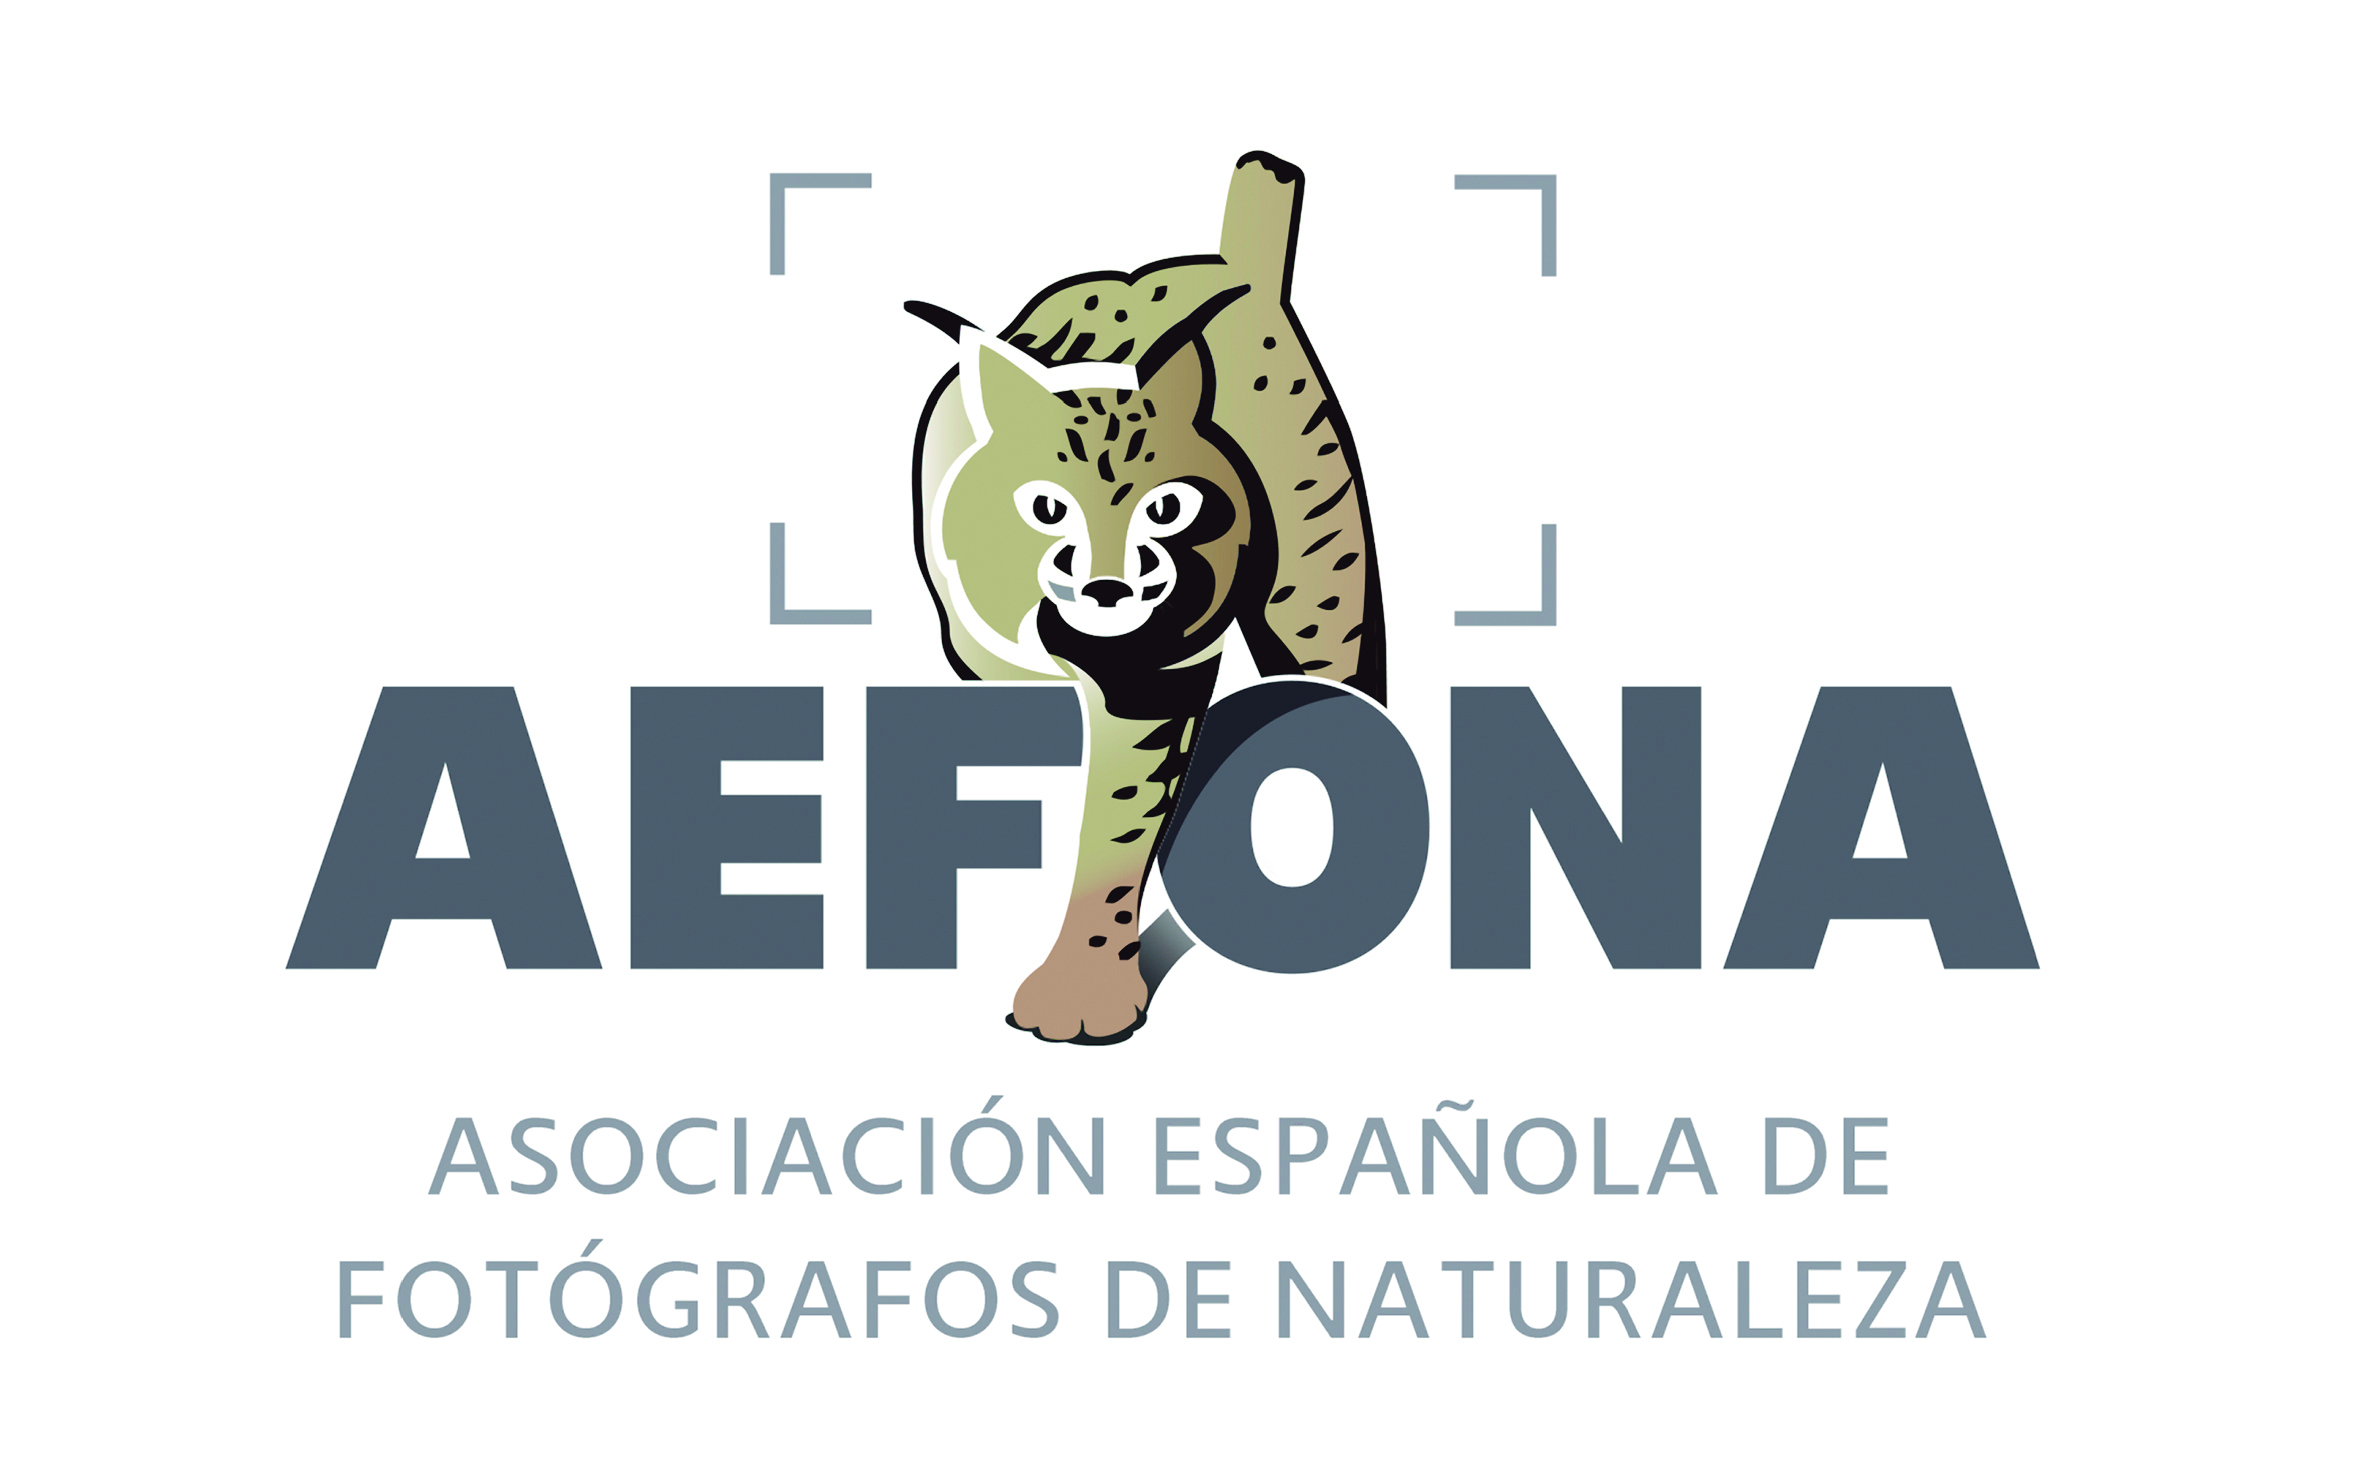 AEFONA
ASOCIACIÓN ESPAÑOLA DE
FOTÓGRAFOS DE NATURALEZA